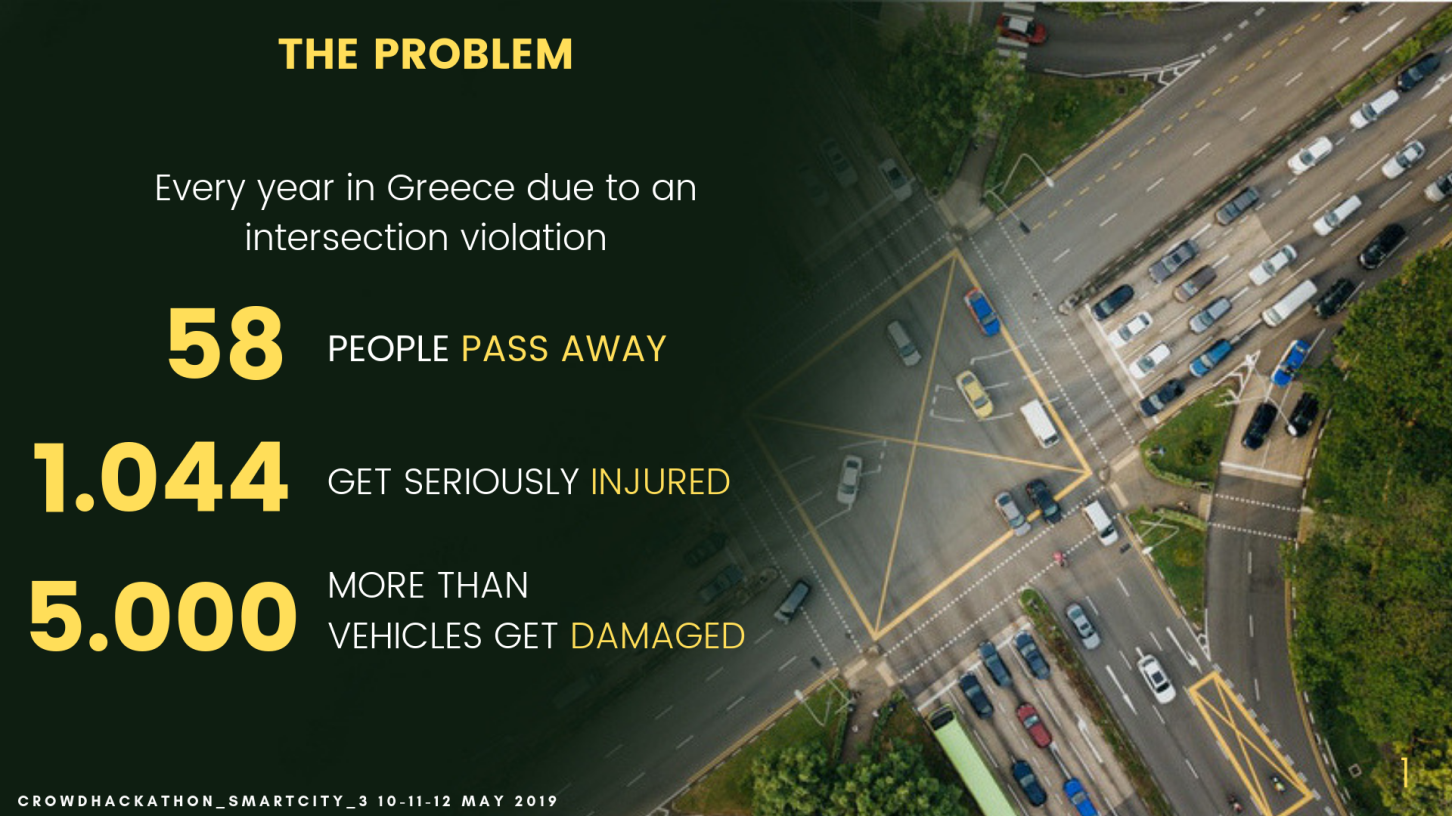 THE PROBLEM
Every year in Greece due to an
intersection violation
58 PEOPLE PASS AWAY
1.044 GET SERIOUSLY INJURED
5.000 MORE THAN
VEHICLES GET DAMAGED
CROWDHACKATHON_SMARTCITY_3 10-11-12 MAY 2019
1